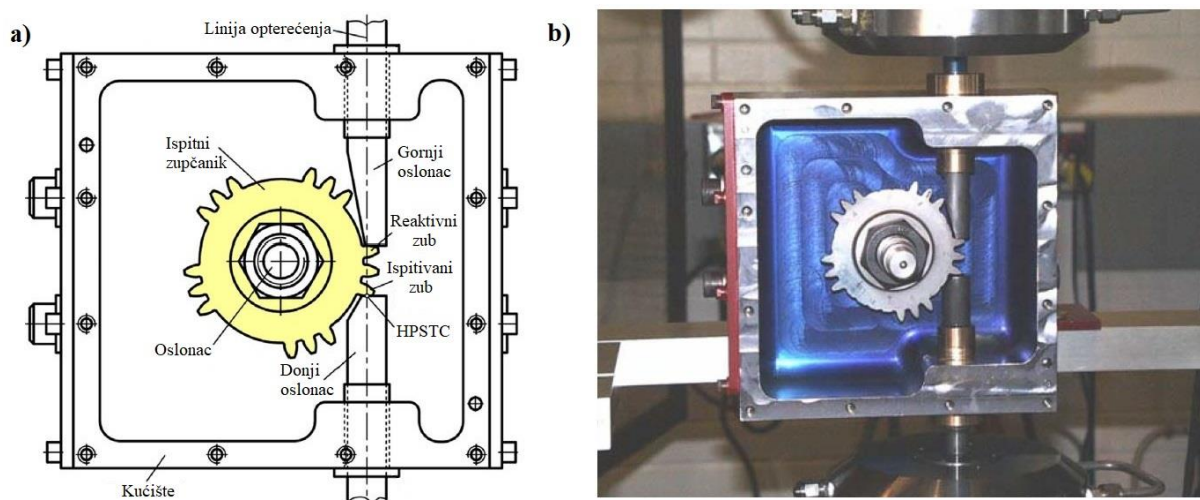 a)
Linija opterećenja
Ispitni
zupčanik
Gornji
oslonac
Reaktivni
zub
Ispitivani
zub
HPSTC
Oslonac
Donji
oslonac
Kućište
b)